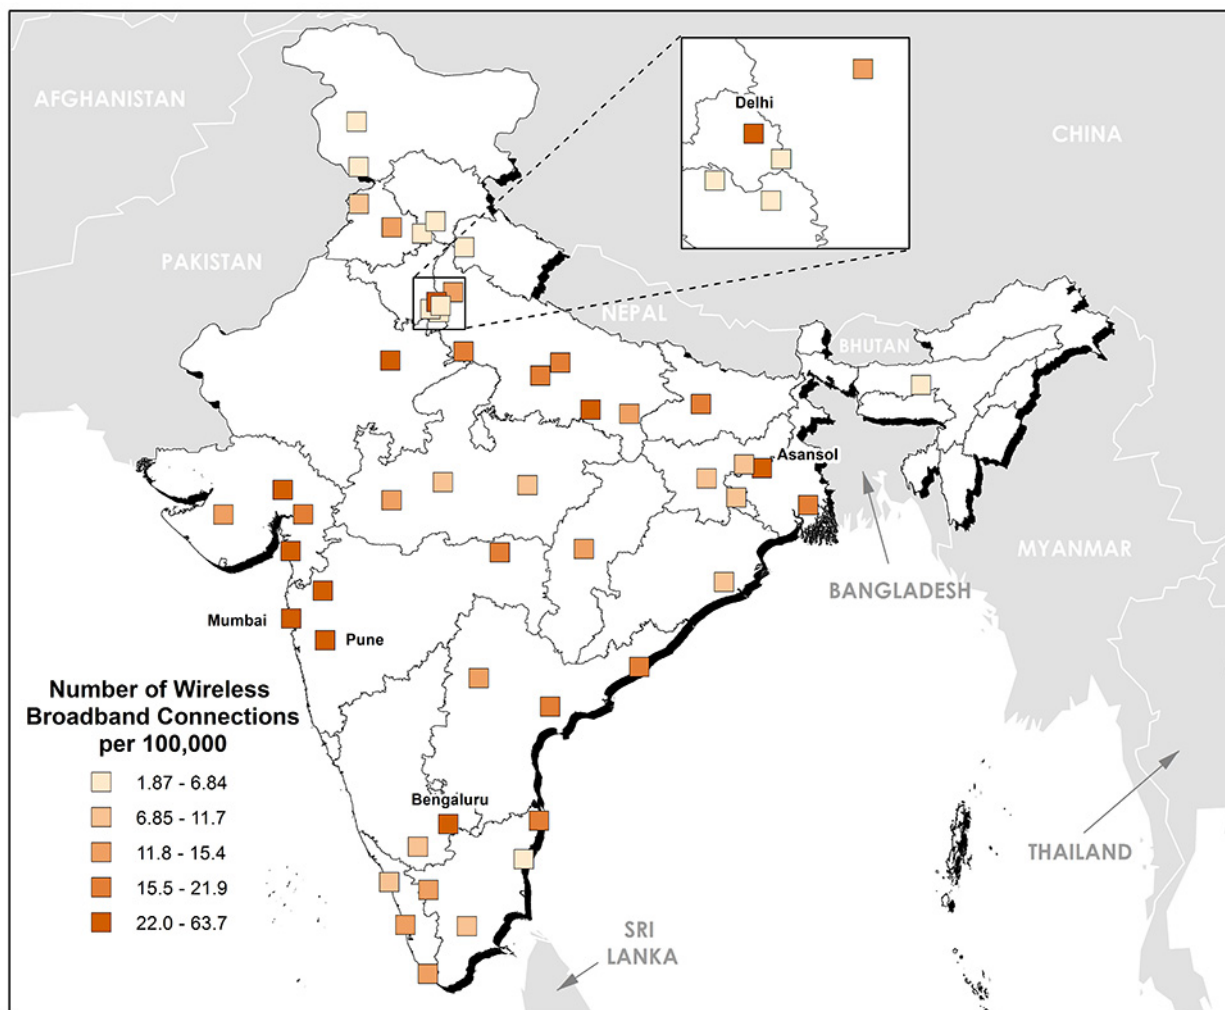 AFGHANISTAN
CHINA
Delhi
PAKISTAN
NEPAL
BHUTAN
Asansol
MYANMAR
BANGLADESH
Mumbai
Pune
Number of Wireless
Broadband Connections
per 100,000
1.87 - 6.84
6.85 - 11.7
11.8 - 15.4
15.5 - 21.9
22.0 - 63.7
Bengaluru
THAILAND
SRI
LANKA